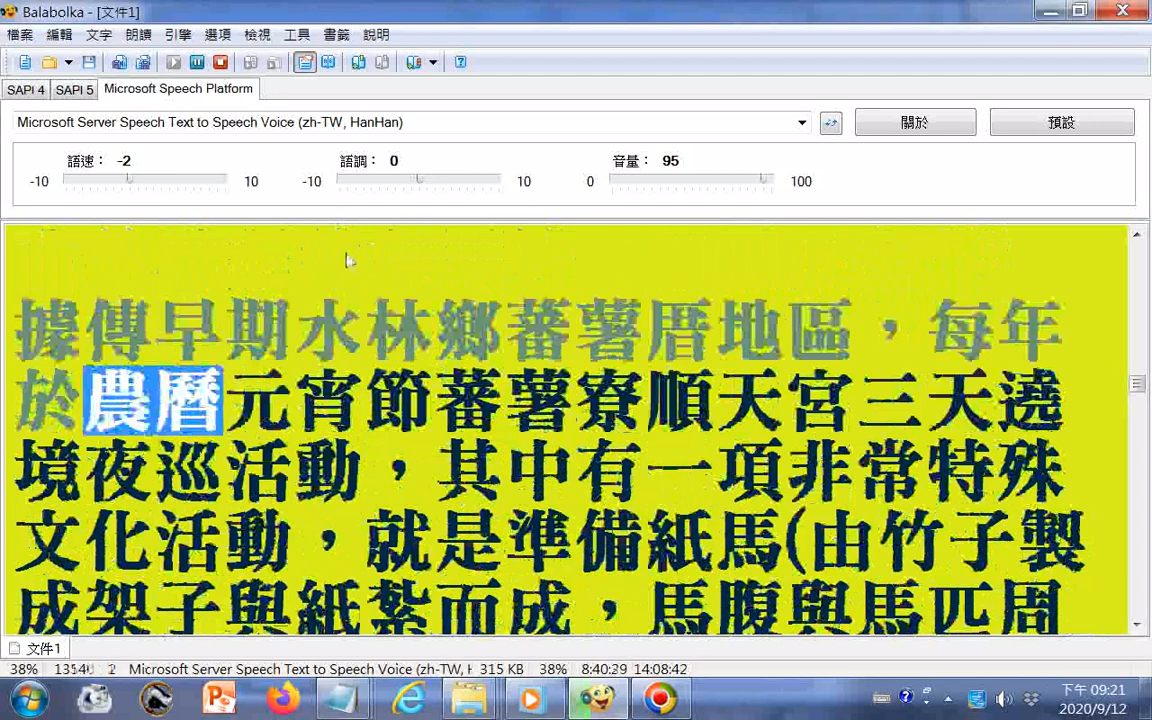 Balabolka - [文件1]
檔案 編輯 文字 朗讀 引擎 選項 檢視 工具 書籤 說明
SAPI 4 SAPI 5 Microsoft Speech Platform
Microsoft Server Speech Text to Speech Voice (zh-TW, HanHan) 關於 預設
語速： -2 語調： 0 音量： 95
-10 10 -10 10 0 100
據傳早期水林鄉蕃薯厝地區，每年
於農曆元宵節蕃薯寮順天宮三天遶
境夜巡活動，其中有一項非常特殊
文化活動，就是準備紙馬(由竹子製
成架子與紙紮而成，馬腹與馬匹周
文件1
38% 2 Microsoft Server Speech Text to Speech Voice (zh-TW, H 315 KB 38% 8:40:39 14:08:42
下午 09:21
2020/9/12